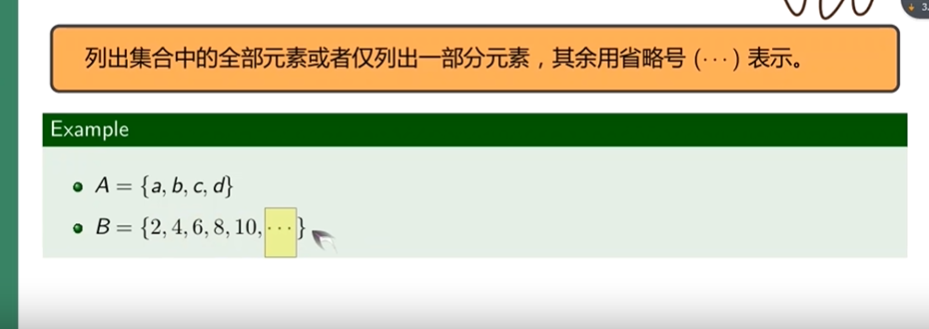 3.
列出集合中的全部元素或者仅列出一部分元素，其余用省略号 (···) 表示。
Example
A = {a, b, c, d}
B = {2, 4, 6, 8, 10, ··· }